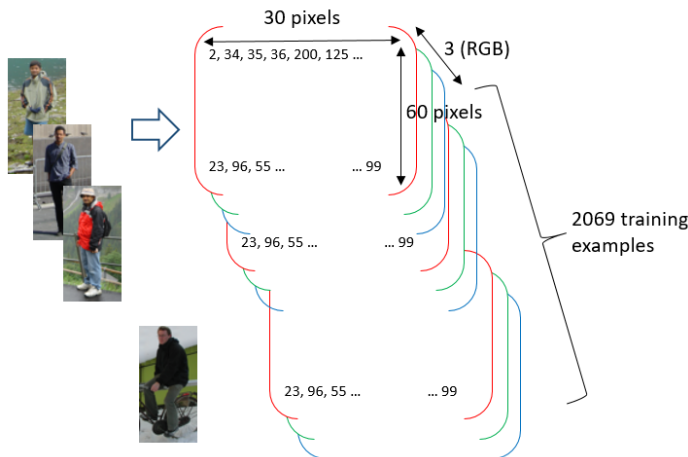 30 pixels
3 (RGB)
2, 34, 35, 36, 200, 125 ...
60 pixels
23, 96, 55 ... ... 99
2069 training
examples
23, 96, 55 ... ... 99
23, 96, 55 ... ... 99